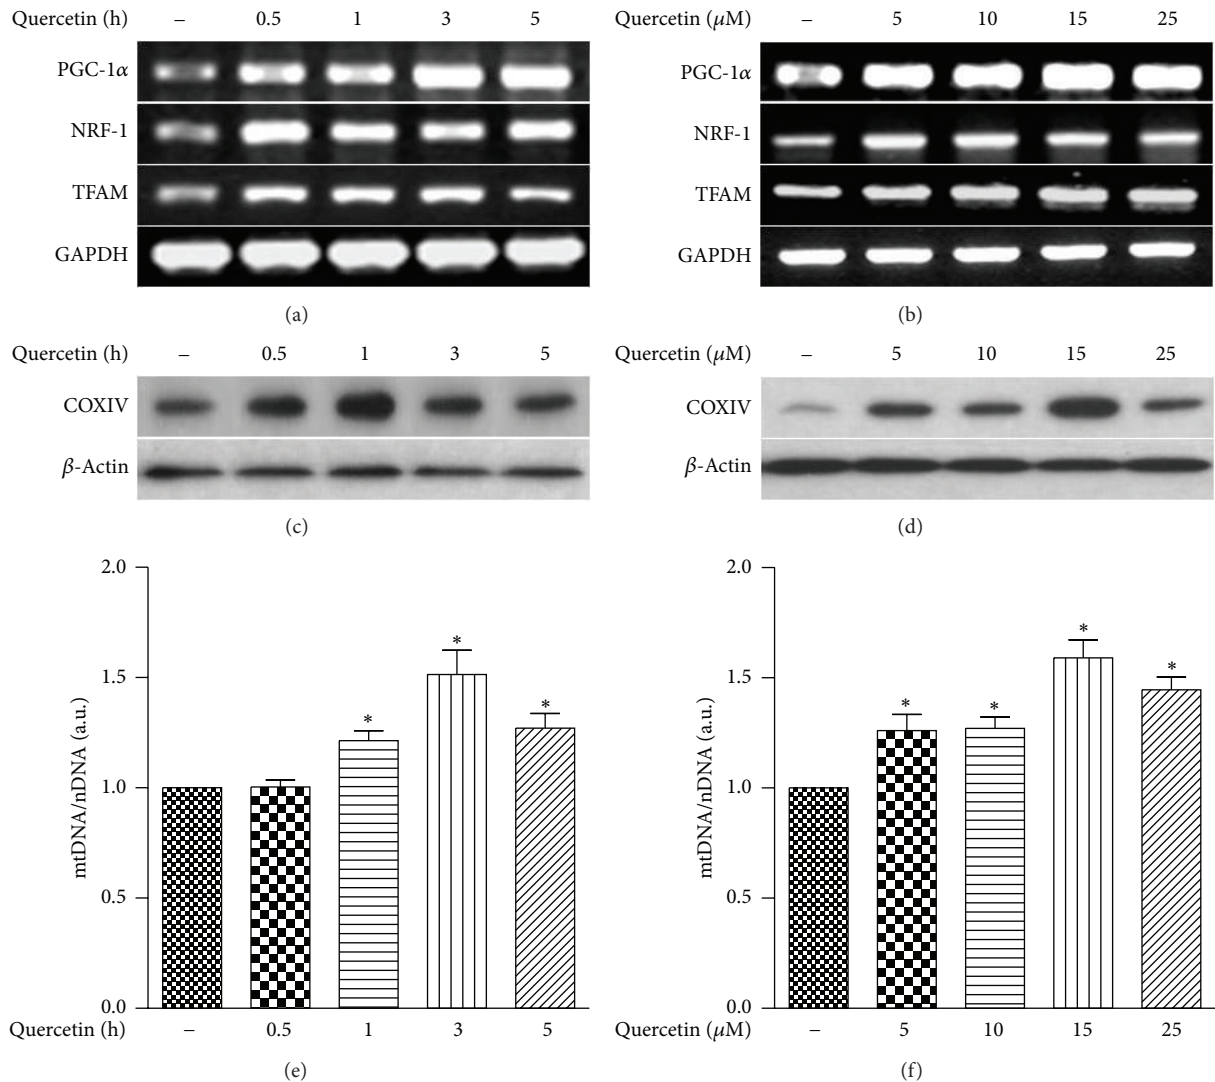 Quercetin (h) – 0.5 1 3 5
PGC-1α
NRF-1
TFAM
GAPDH
(a)
Quercetin (μM) – 5 10 15 25
PGC-1α
NRF-1
TFAM
GAPDH
(b)
Quercetin (h) – 0.5 1 3 5
COXIV
β-Actin
(c)
Quercetin (μM) – 5 10 15 25
COXIV
β-Actin
(d)
2.0
1.5
1.0
0.5
0.0
mtDNA/nDNA (a.u.)
* * *
Quercetin (h) – 0.5 1 3 5
(e)
2.0
1.5
1.0
0.5
0.0
mtDNA/nDNA (a.u.)
* * * *
Quercetin (μM) – 5 10 15 25
(f)